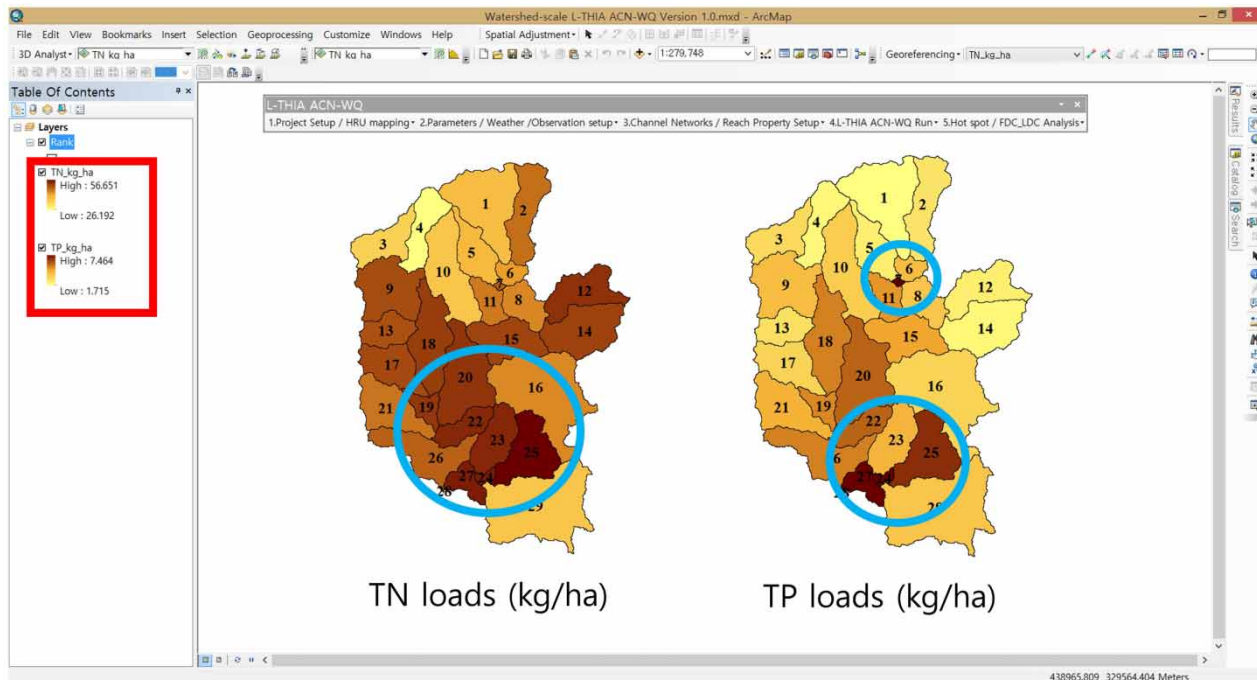 Watershed-scale L-THIA ACN-WQ Version 1.0.mxd - ArcMap
File Edit View Bookmarks Insert Selection Geoprocessing Customize Windows Help Spatial Adjustment
3D Analyst TN kg ha TN kg ha 1:279,748 Georeferencing TN_kg_ha
Table Of Contents
Layers
Rank
TN_kg_ha
High : 56.651
Low : 26.192
TP_kg_ha
High : 7.464
Low : 1.715
L-THIA ACN-WQ
1.Project Setup / HRU mapping 2.Parameters / Weather /Observation setup 3.Channel Networks / Reach Property Setup 4.L-THIA ACN-WQ Run 5.Hot spot / FDC_LDC Analysis
Results
Catalog
Search
1 2
4
3 5
10 6
9 11 8 12
13 18 15 14
17 20 16
21 19 22
26 23 25
27 24
28 29
1 2
4
3 5
10 6
9 11 8 12
13 18 15 14
17 20 16
21 19 22
6 23 25
27 24
TN loads (kg/ha)
TP loads (kg/ha)
438965.809 329564.404 Meters